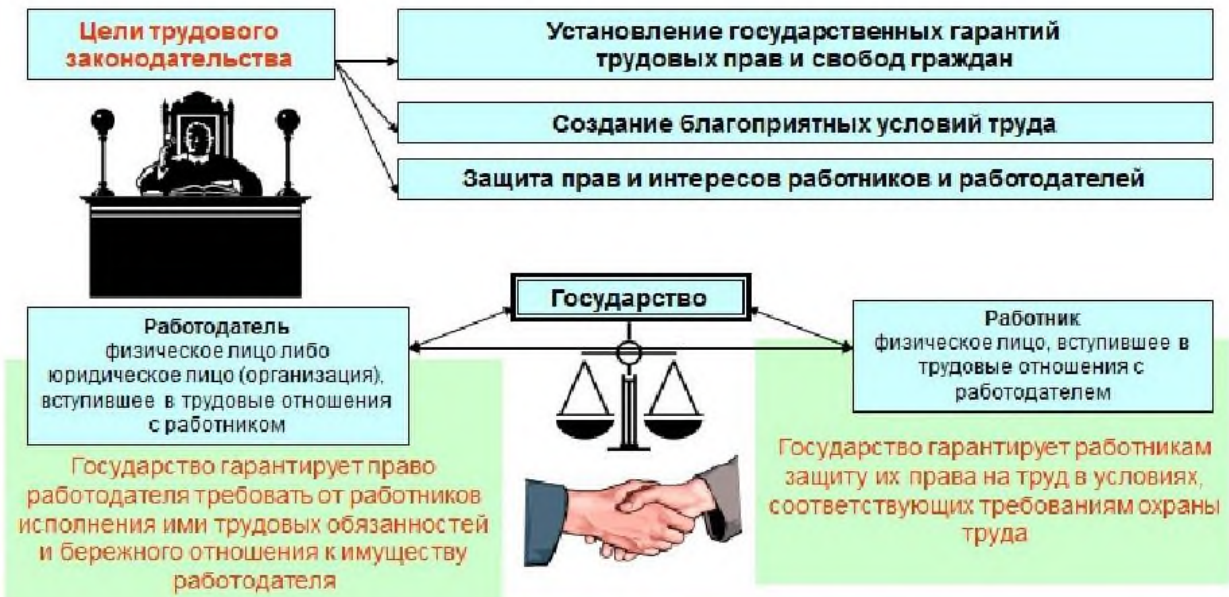 Цели трудового
законодательства
Установление государственных гарантий
трудовых прав и свобод граждан
Создание благоприятных условий труда
Защита прав и интересов работников и работодателей
Государство
Работодатель
физическое лицо либо
юридическое лицо (организация),
вступившее в трудовые отношения
с работником
Работник
физическое лицо, вступившее в
трудовые отношения с
работодателем
Государство гарантирует право
работодателя требовать от работников
исполнения ими трудовых обязанностей
и бережного отношения к имуществу
работодателя
Государство гарантирует работникам
защиту их права на труд в условиях,
соответствующих требованиям охраны
труда